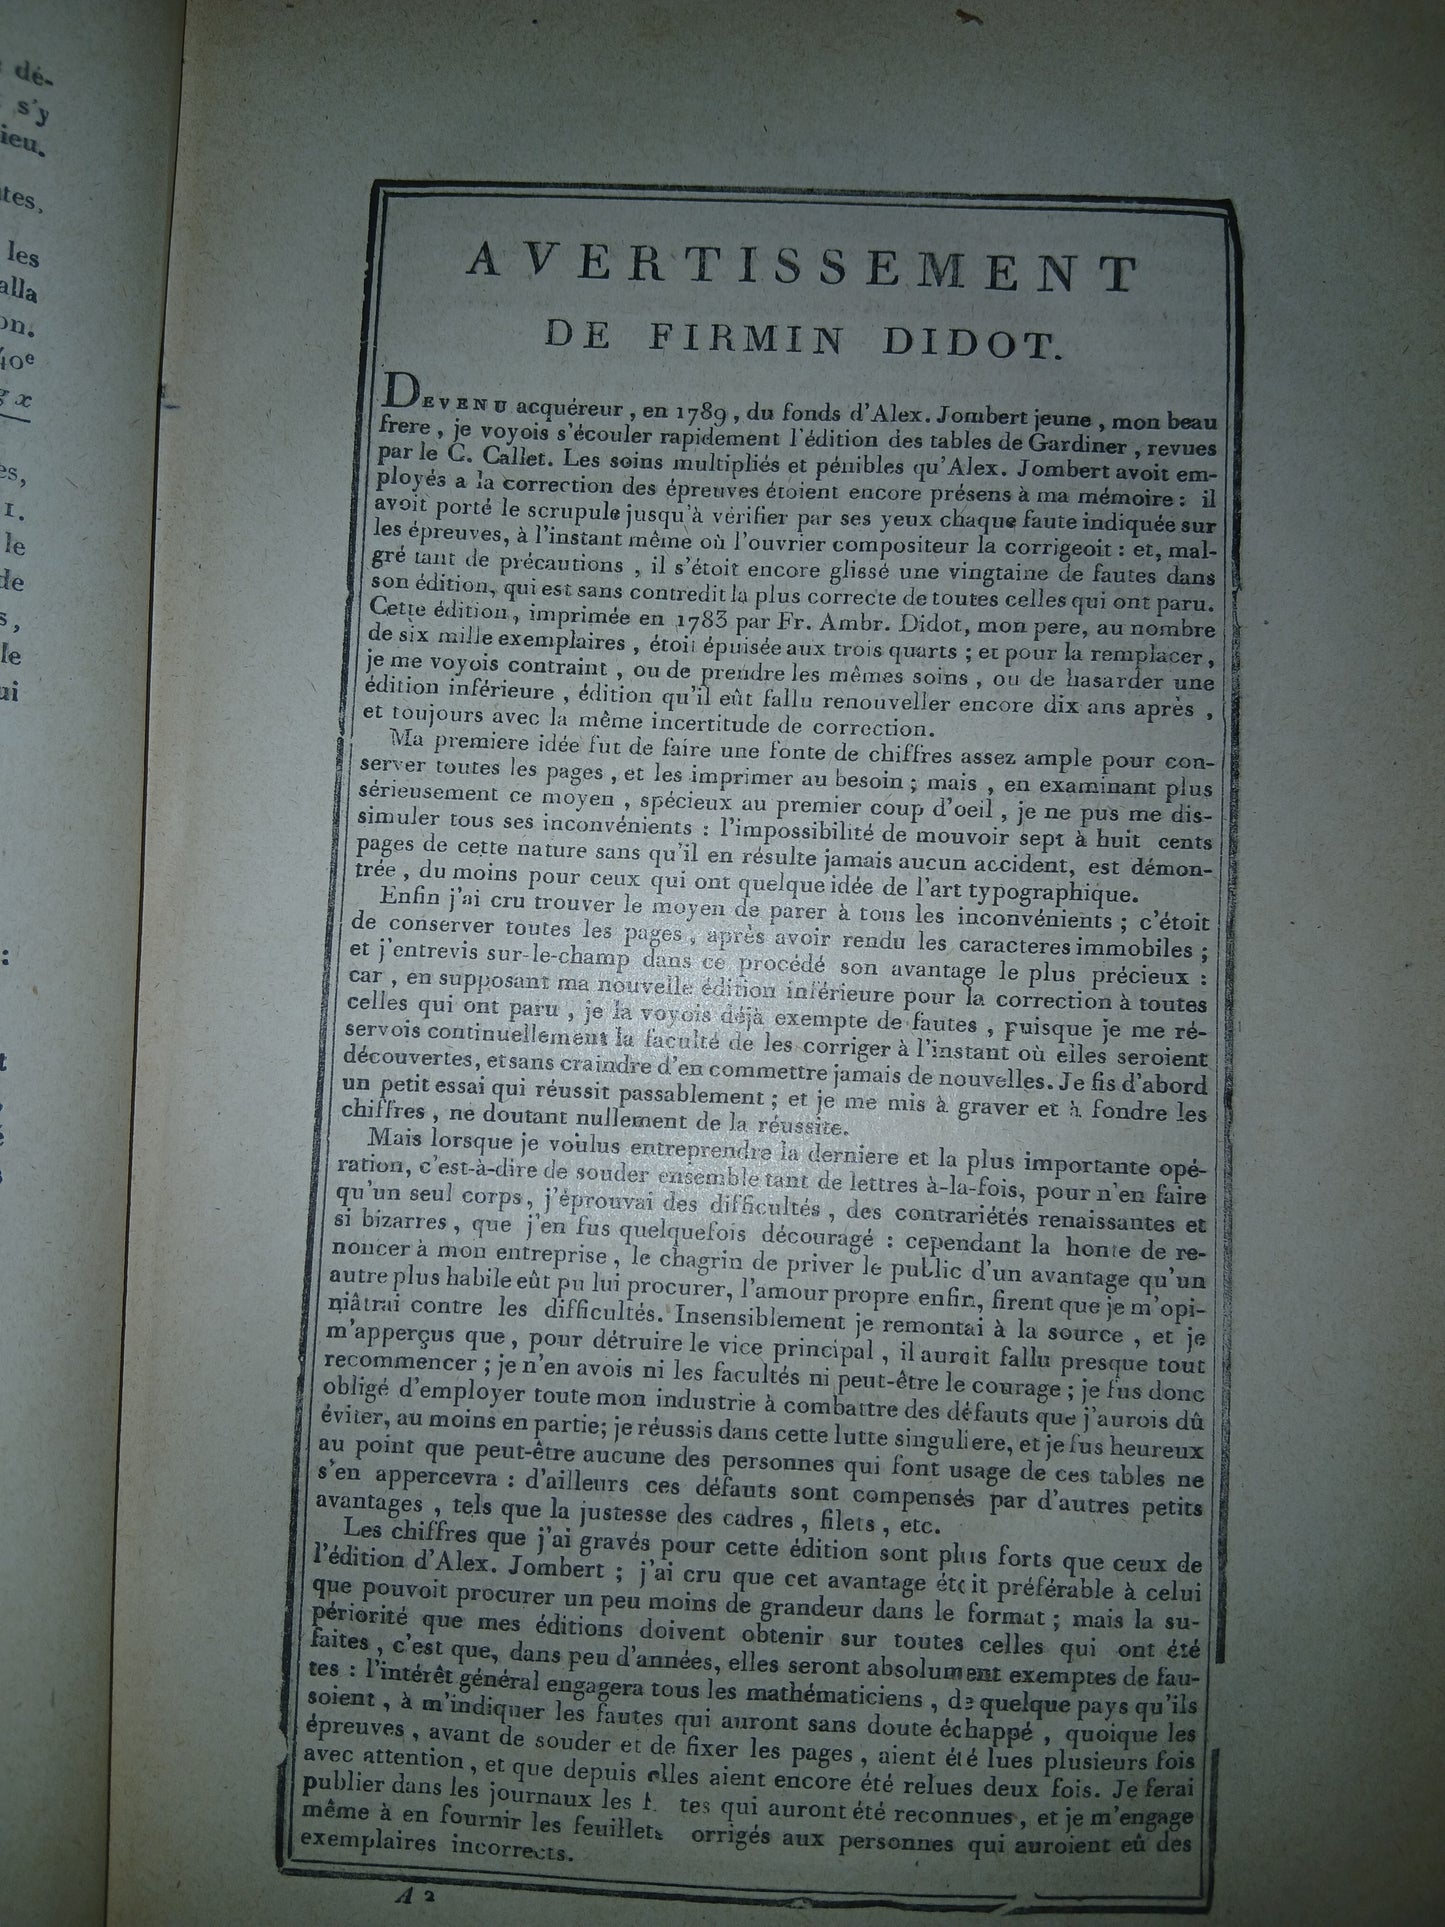 dé-
s'y
ieu.
tes,
les
alla
on.
40e
g x
es,
1.
le
de
s,
le
ui
:
t
,
é
s
AVERTISSEMENT
DE FIRMIN DIDOT.
DEVENU acquéreur, en 1789, du fonds d'Alex. Jombert jeune, mon beau
frere, je voyois s'écouler rapidement l'édition des tables de Gardiner, revues
par le C. Callet. Les soins multipliés et pénibles qu'Alex. Jombert avoit em-
ployés a la correction des épreuves étoient encore présens à ma mémoire : il
avoit porté le scrupule jusqu'à vérifier par ses yeux chaque faute indiquée sur
les épreuves, à l'instant même où l'ouvrier compositeur la corrigeoit : et, mal-
gré tant de précautions, il s'étoit encore glissé une vingtaine de fautes dans
son édition, qui est sans contredit la plus correcte de toutes celles qui ont paru.
Cette édition, imprimée en 1783 par Fr. Ambr. Didot, mon pere, au nombre
de six mille exemplaires, étoit épuisée aux trois quarts ; et pour la remplacer,
je me voyois contraint, ou de prendre les mêmes soins, ou de hasarder une
édition inférieure, édition qu'il eût fallu renouveller encore dix ans après,
et toujours avec la même incertitude de correction.
Ma premiere idée fut de faire une fonte de chiffres assez ample pour con-
server toutes les pages, et les imprimer au besoin ; mais, en examinant plus
sérieusement ce moyen, spécieux au premier coup d'oeil, je ne pus me dis-
simuler tous ses inconvénients : l'impossibilité de mouvoir sept à huit cents
pages de cette nature sans qu'il en résulte jamais aucun accident, est démon-
trée, du moins pour ceux qui ont quelque idée de l'art typographique.
Enfin j'ai cru trouver le moyen de parer à tous les inconvénients ; c'étoit
de conserver toutes les pages, après avoir rendu les caracteres immobiles ;
et j'entrevis sur-le-champ dans ce procédé son avantage le plus précieux :
car, en supposant ma nouvelle édition inférieure pour la correction à toutes
celles qui ont paru, je la voyois déjà exempte de fautes, puisque je me ré-
servois continuellement la faculté de les corriger à l'instant où elles seroient
découvertes, et sans craindre d'en commettre jamais de nouvelles. Je fis d'abord
un petit essai qui réussit passablement ; et je me mis à graver et à fondre les
chiffres, ne doutant nullement de la réussite.
Mais lorsque je voulus entreprendre la derniere et la plus importante opé-
ration, c'est-à-dire de souder ensemble tant de lettres à-la-fois, pour n'en faire
qu'un seul corps, j'éprouvai des difficultés, des contrariétés renaissantes et
si bizarres, que j'en fus quelquefois découragé : cependant la honte de re-
noncer à mon entreprise, le chagrin de priver le public d'un avantage qu'un
autre plus habile eût pu lui procurer, l'amour propre enfin, firent que je m'opi-
niâtrai contre les difficultés. Insensiblement je remontai à la source, et je
m'apperçus que, pour détruire le vice principal, il auroit fallu presque tout
recommencer ; je n'en avois ni les facultés ni peut-être le courage ; je fus donc
obligé d'employer toute mon industrie à combattre des défauts que j'aurois dû
éviter, au moins en partie; je réussis dans cette lutte singuliere, et je fus heureux
au point que peut-être aucune des personnes qui font usage de ces tables ne
s'en appercevra : d'ailleurs ces défauts sont compensés par d'autres petits
avantages, tels que la justesse des cadres, filets, etc.
Les chiffres que j'ai gravés pour cette édition sont plus forts que ceux de
l'édition d'Alex. Jombert ; j'ai cru que cet avantage étoit préférable à celui
que pouvoit procurer un peu moins de grandeur dans le format ; mais la su-
périorité que mes éditions doivent obtenir sur toutes celles qui ont été
faites, c'est que, dans peu d'années, elles seront absolument exemptes de fau-
tes : l'intérêt général engagera tous les mathématiciens, de quelque pays qu'ils
soient, à m'indiquer les fautes qui auront sans doute échappé, quoique les
épreuves, avant de souder et de fixer les pages, aient été lues plusieurs fois
avec attention, et que depuis elles aient encore été relues deux fois. Je ferai
publier dans les journaux les f tes qui auront été reconnues, et je m'engage
même à en fournir les feuillets orrigés aux personnes qui auroient eû des
exemplaires incorrects.
A 2